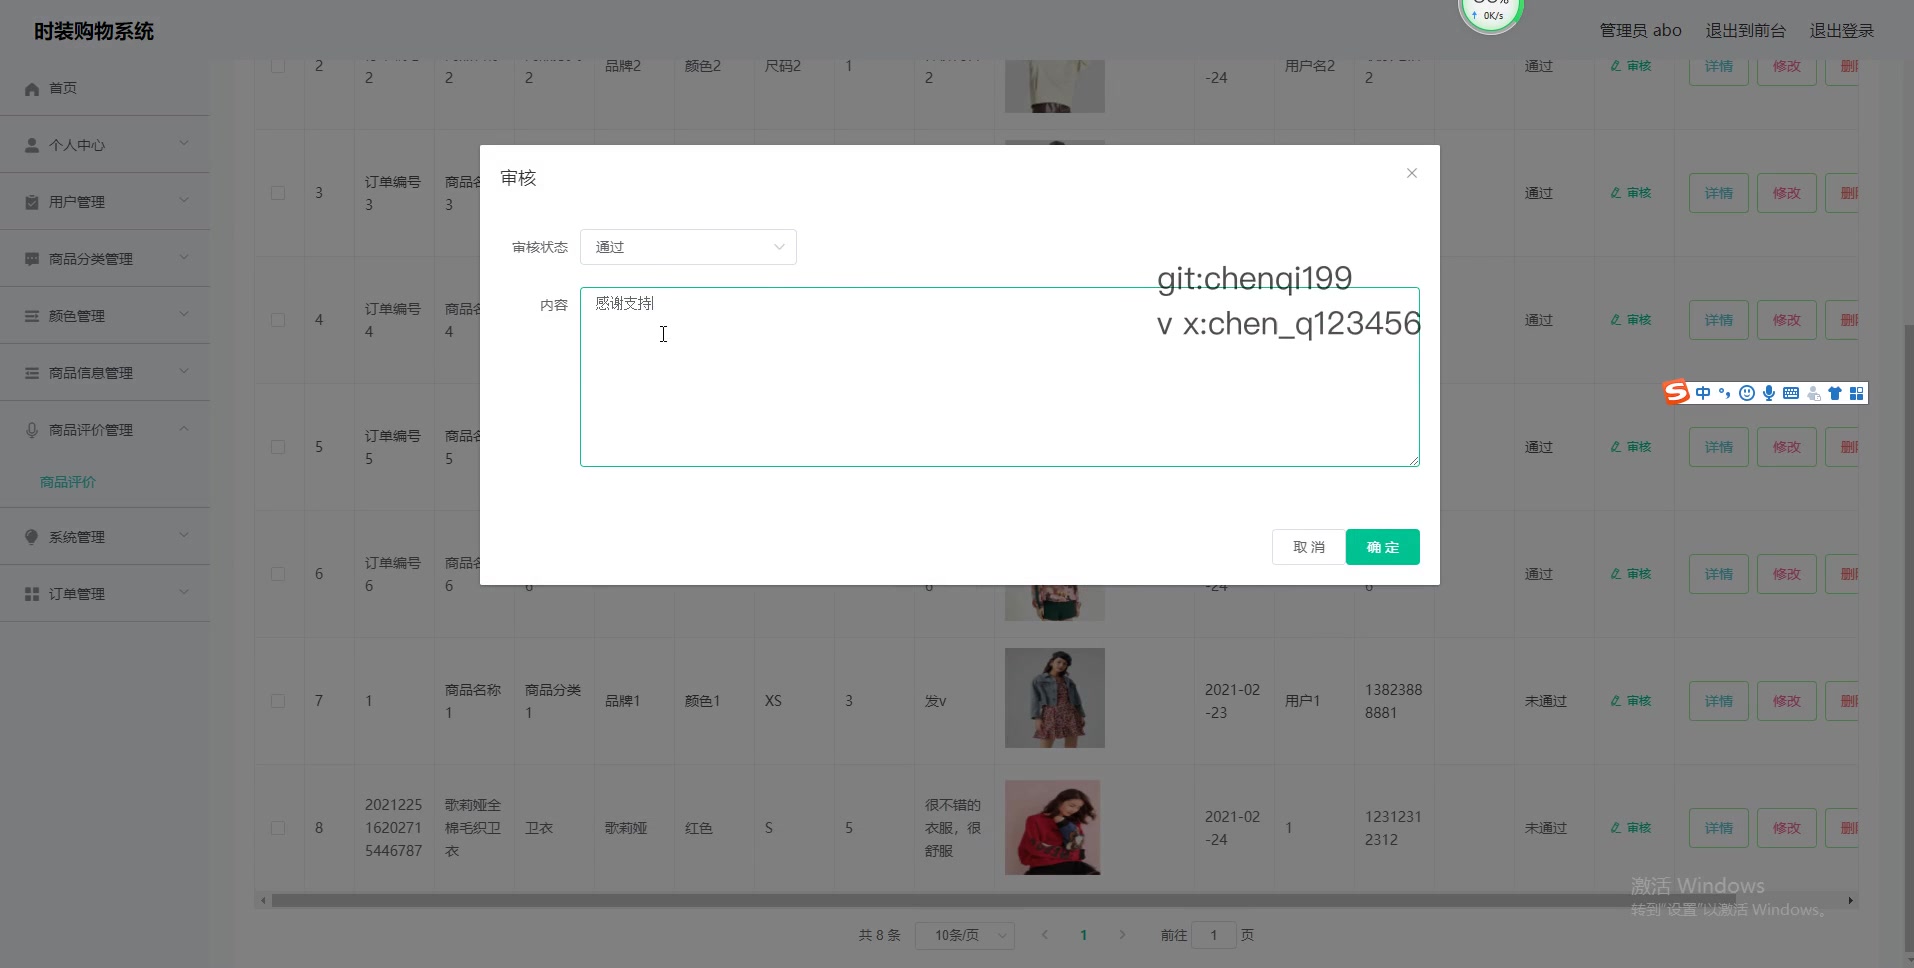 时装购物系统
0K/s
管理员 abo
退出到前台
退出登录
首页
个人中心
用户管理
商品分类管理
颜色管理
商品信息管理
商品评价管理
商品评价
系统管理
订单管理
2
2
2
2
品牌2
颜色2
尺码2
1
2
-24
用户名2
2
通过
审核
详情
修改
3
订单编号
3
商品名
3
通过
审核
详情
修改
4
订单编号
4
商品名
4
通过
审核
详情
修改
5
订单编号
5
商品名
5
通过
审核
详情
修改
6
订单编号
6
商品名
6
6
6
-24
6
通过
审核
详情
修改
7
1
商品名称
1
商品分类
1
品牌1
颜色1
XS
3
发v
2021-02
-23
用户1
1382388
8881
未通过
审核
详情
修改
8
2021225
1620271
5446787
歌莉娅全
棉毛织卫
衣
卫衣
歌莉娅
红色
S
5
很不错的
衣服，很
舒服
2021-02
-24
1
1231231
2312
未通过
审核
详情
修改
审核
审核状态
通过
内容
感谢支持
git:chenqi199
v x:chen_q123456
取消
确定
中
激活 Windows
转到"设置"以激活 Windows。
共 8 条
10条/页
1
前往
1
页